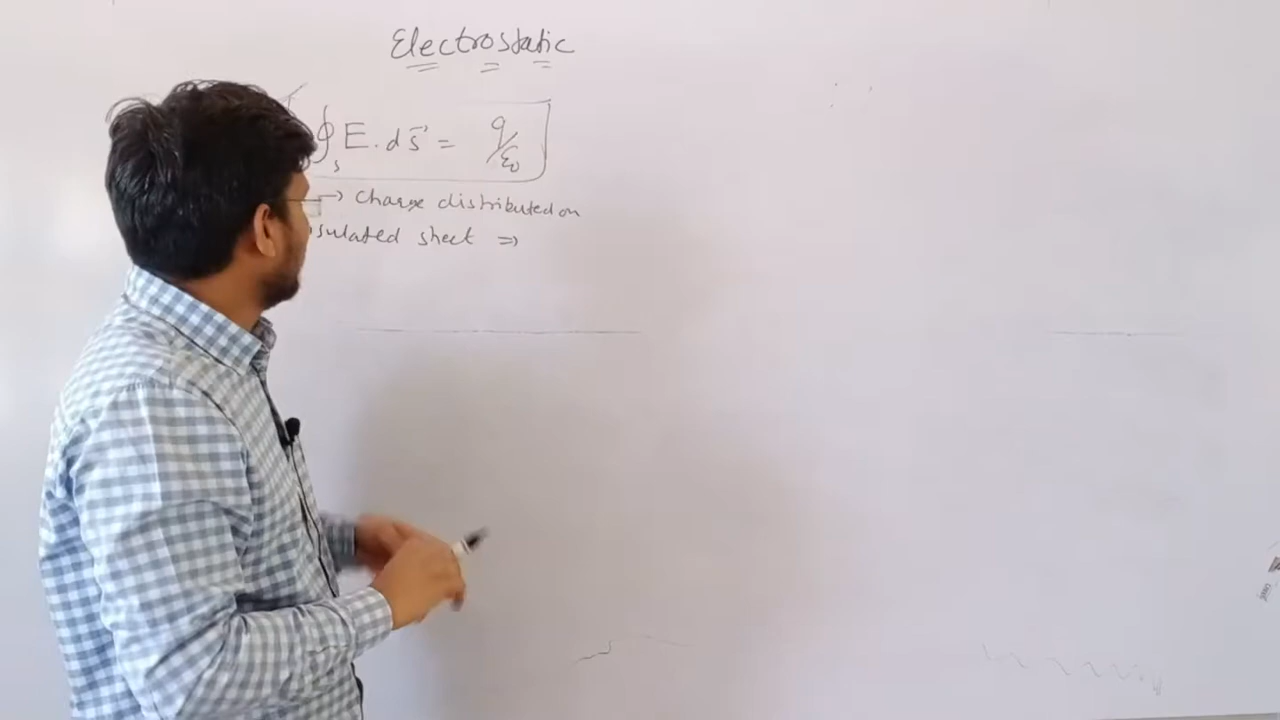 Electrostatic
∮s E.ds⃗ = q/ε0
→ Charge distributed on
sulated sheet ⇒